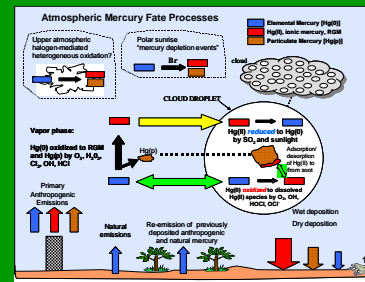 Atmospheric Mercury Fate Processes
Elemental Mercury [Hg(0)]
Hg(II), ionic mercury, RGM
Particulate Mercury [Hg(p)]
Upper atmospheric
halogen-mediated
heterogeneous oxidation?
Polar sunrise
"mercury depletion events"
Br
cloud
CLOUD DROPLET
Hg(II) reduced to Hg(0)
by SO2 and sunlight
Vapor phase:
Hg(0) oxidized to RGM
and Hg(p) by O3, H2O2,
Cl2, OH, HCl
Hg(p)
Adsorption/
desorption
of Hg(II) to
from soot
Hg(0) oxidized to dissolved
Hg(II) species by O3, OH,
HOCl, OCl-
Primary
Anthropogenic
Emissions
Natural
emissions
Re-emission of previously
deposited anthropogenic
and natural mercury
Wet deposition
Dry deposition